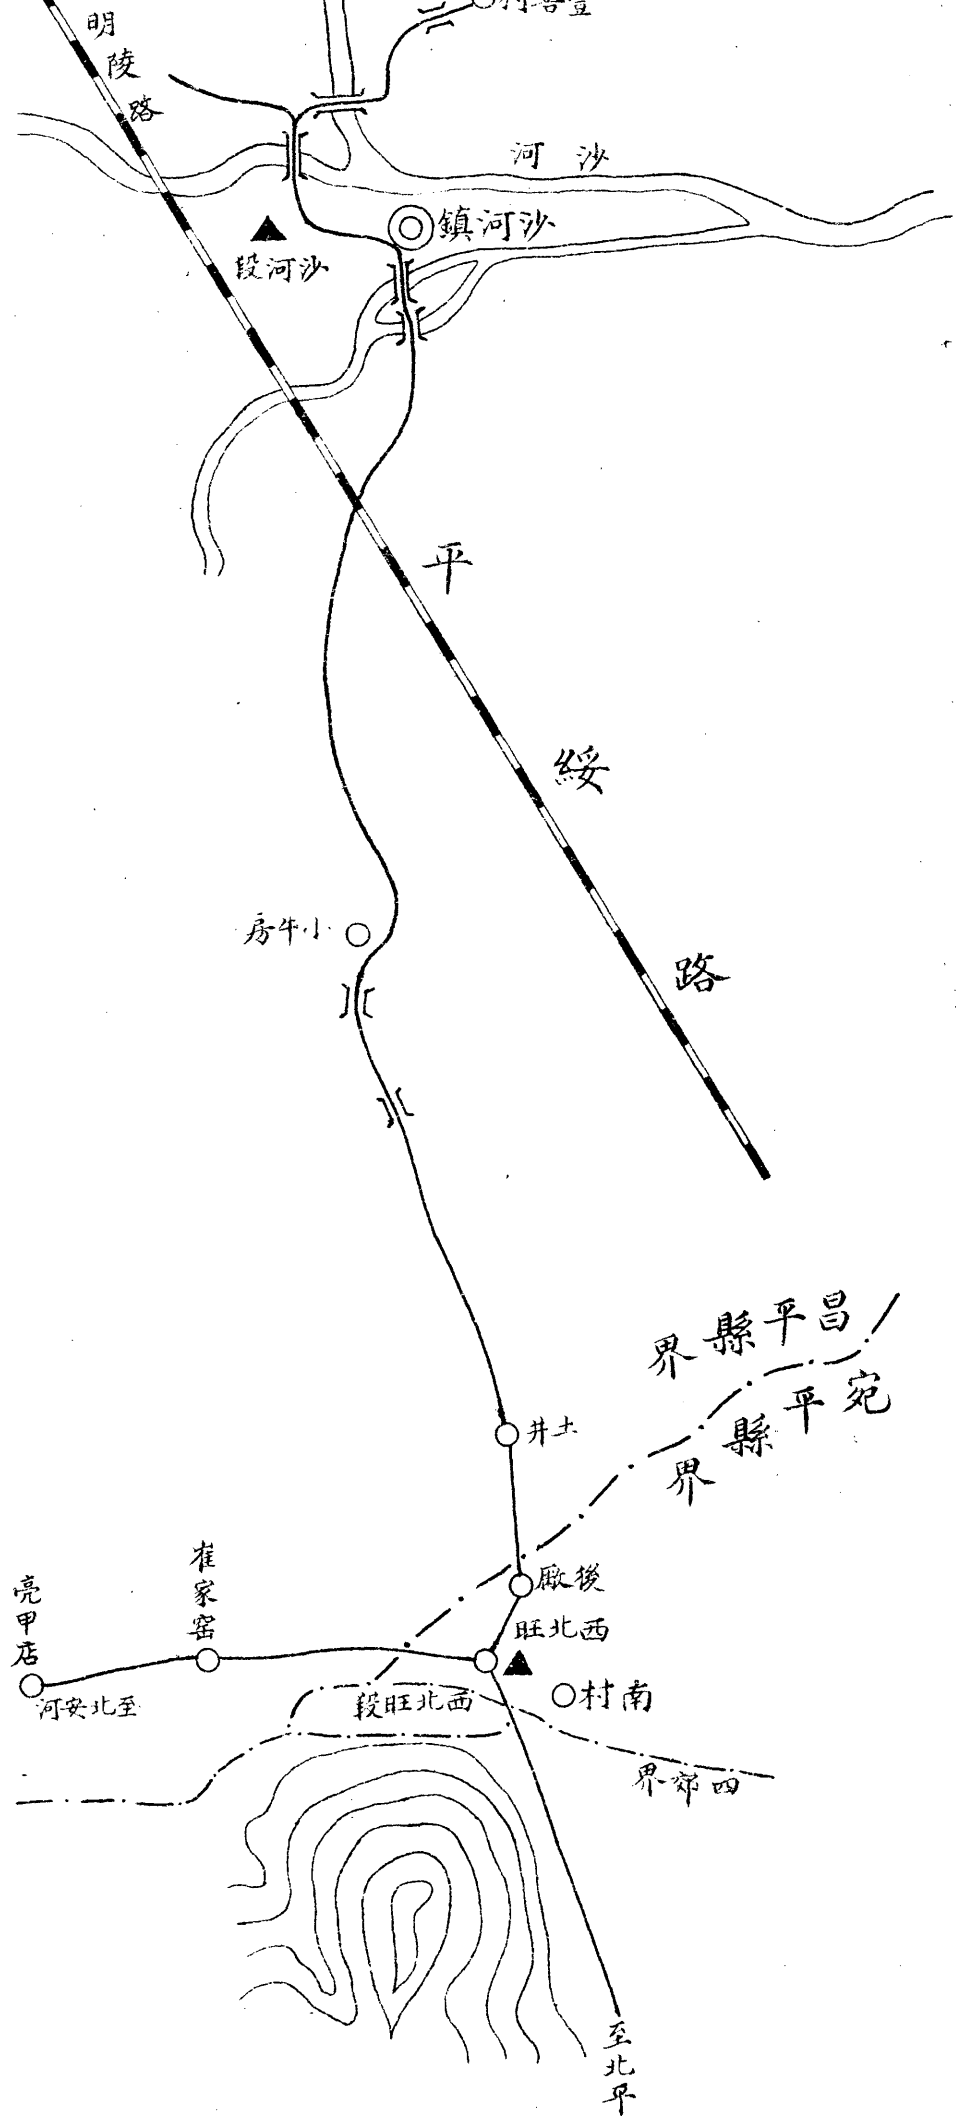 明陵路
沙河
沙河鎮
沙河段
平綏路
小牛房
昌平縣界
宛平縣界
土井
後廠
西北旺
崔家窑
亮甲店
至北安河
西北旺段
南村
四郊界
至北平